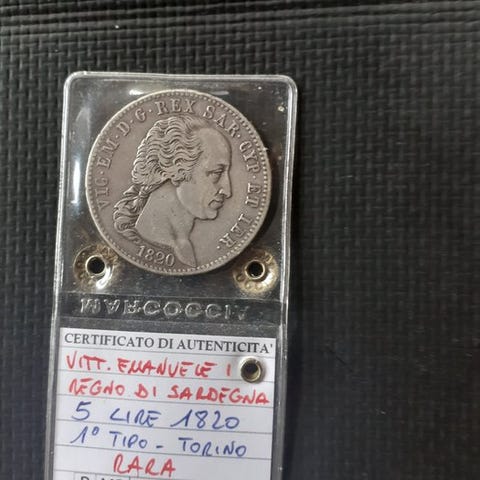 VIC · EM · D · G · REX SAR · CYP · ET IER ·
1820
MARCOCCIA
CERTIFICATO DI AUTENTICITA'
VITT. EMANUELE I
REGNO DI SARDEGNA
5 LIRE 1820
1° TIPO - TORINO
RARA